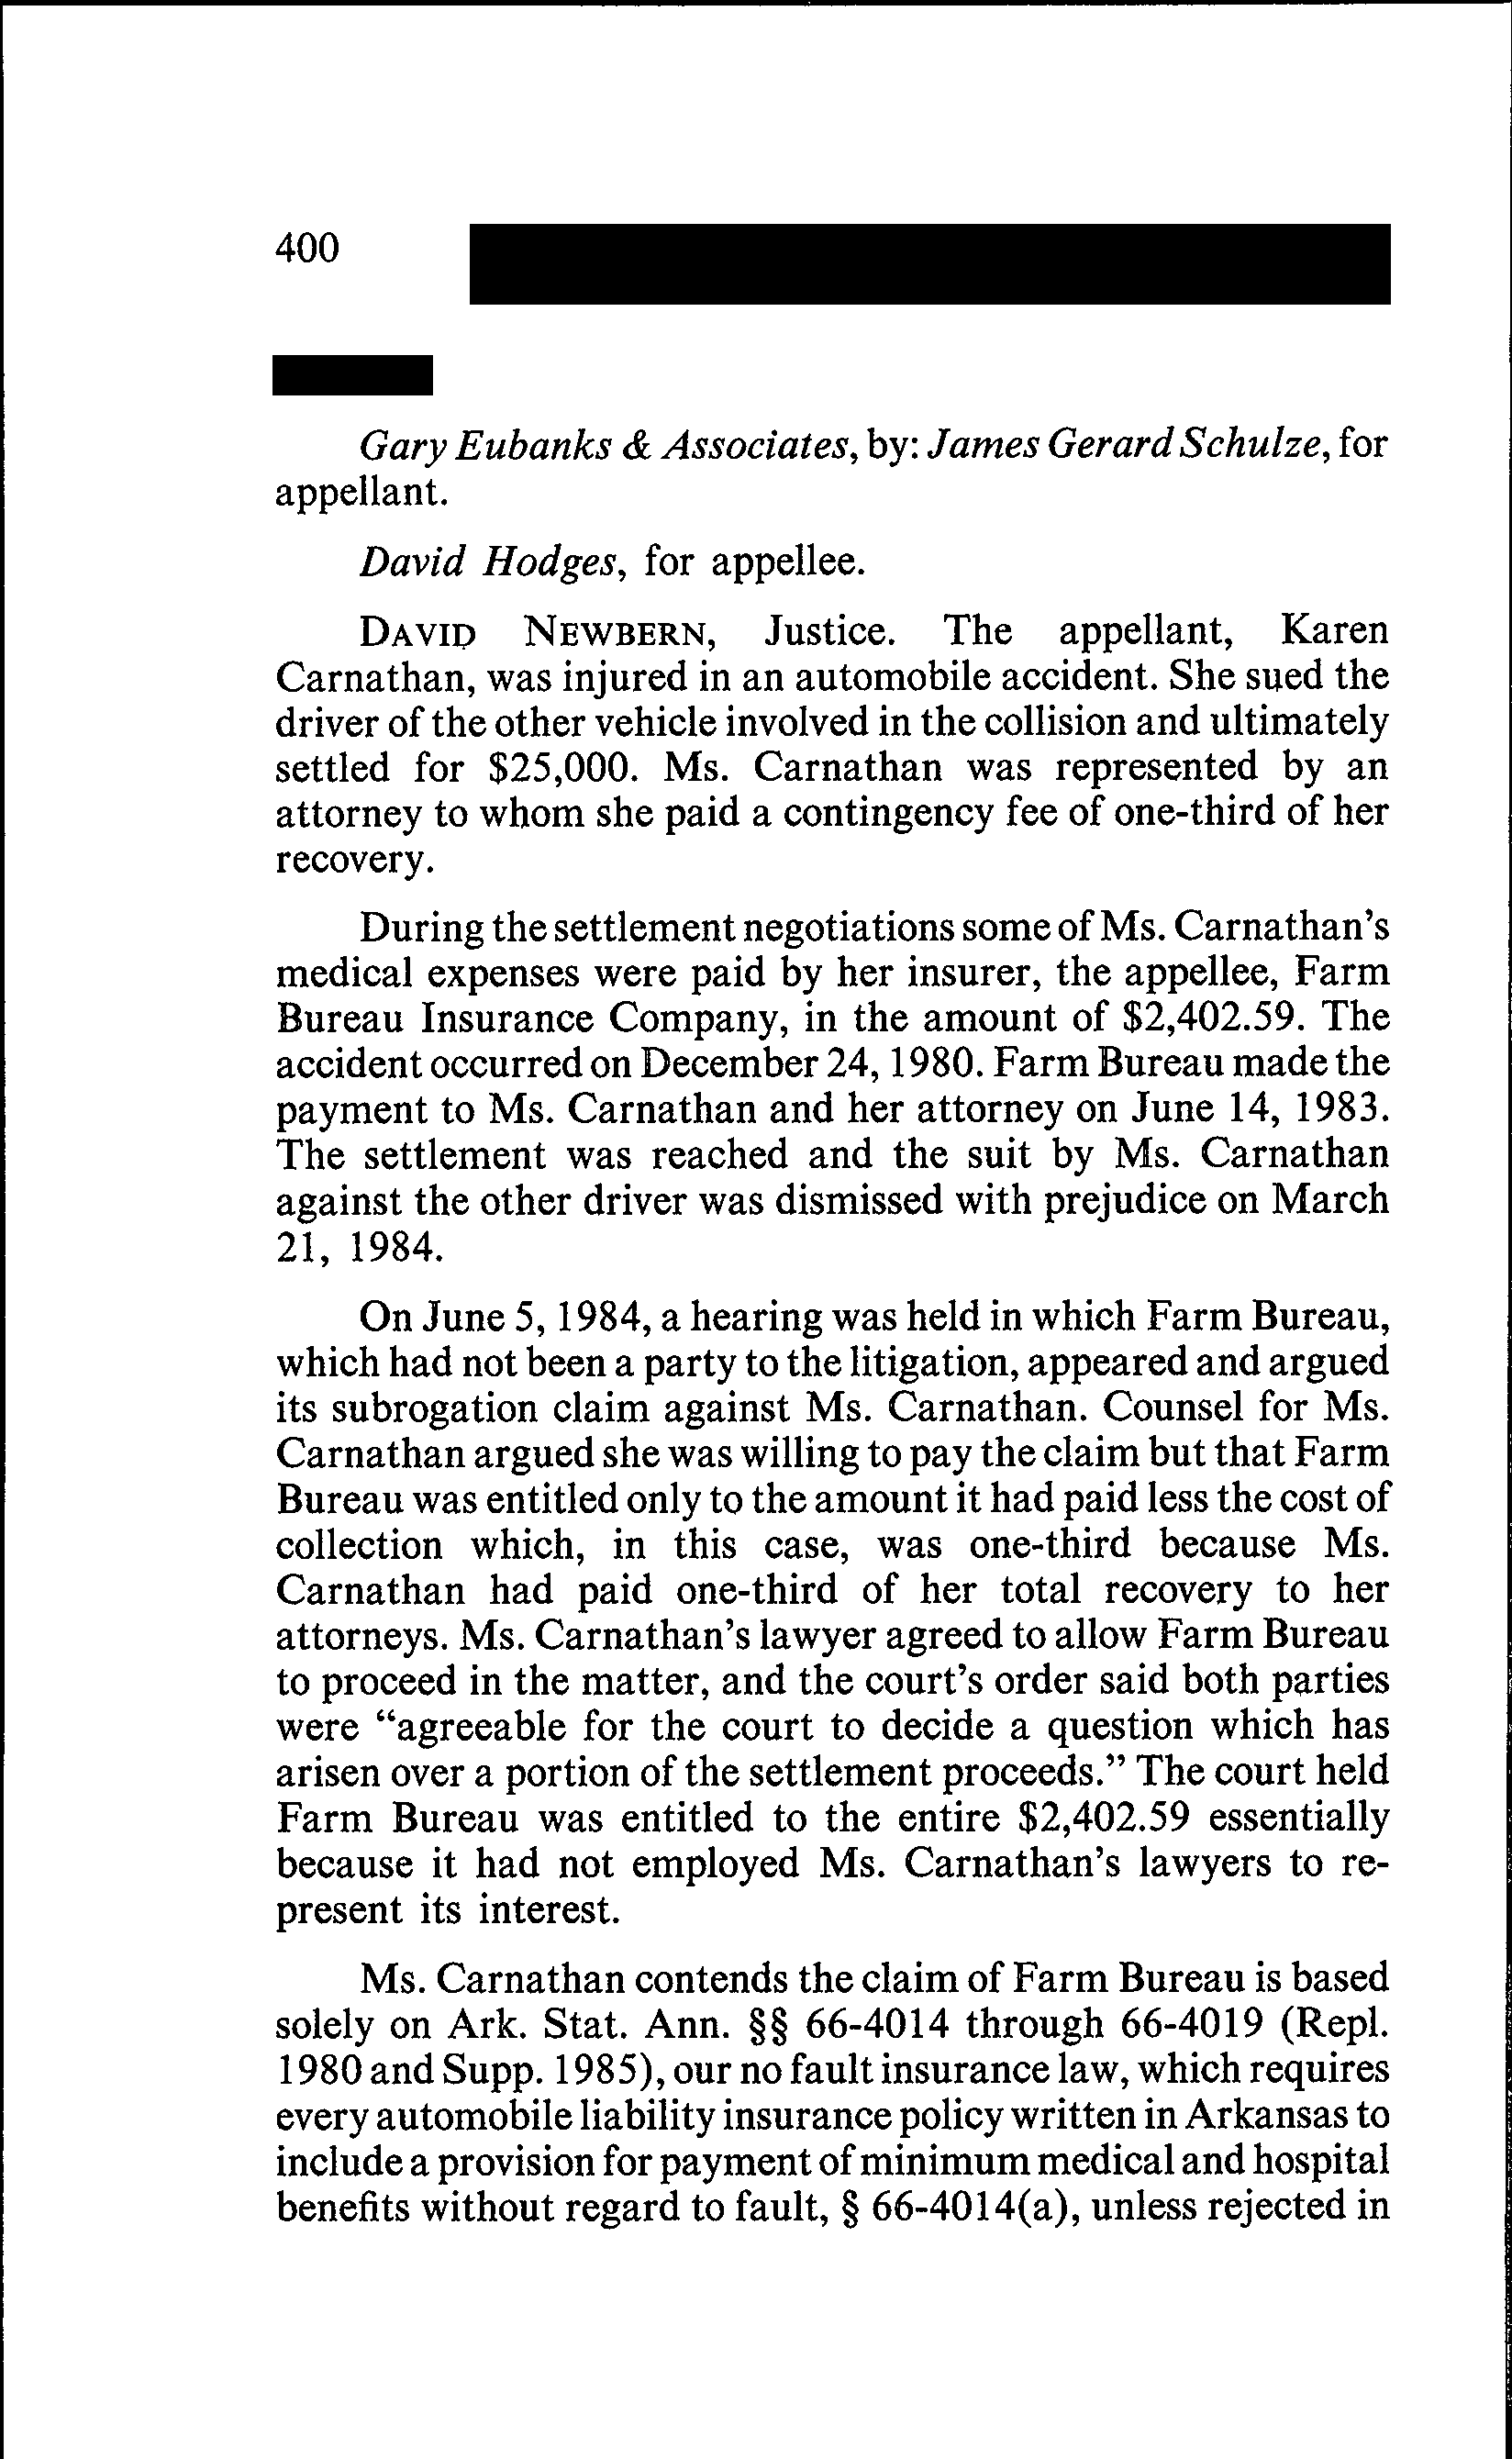 400
Gary Eubanks & Associates, by: James Gerard Schulze, for
appellant.
David Hodges, for appellee.
DAVID NEWBERN, Justice. The appellant, Karen
Carnathan, was injured in an automobile accident. She sued the
driver of the other vehicle involved in the collision and ultimately
settled for $25,000. Ms. Carnathan was represented by an
attorney to whom she paid a contingency fee of one-third of her
recovery.
During the settlement negotiations some of Ms. Carnathan's
medical expenses were paid by her insurer, the appellee, Farm
Bureau Insurance Company, in the amount of $2,402.59. The
accident occurred on December 24, 1980. Farm Bureau made the
payment to Ms. Carnathan and her attorney on June 14, 1983.
The settlement was reached and the suit by Ms. Carnathan
against the other driver was dismissed with prejudice on March
21, 1984.
On June 5, 1984, a hearing was held in which Farm Bureau,
which had not been a party to the litigation, appeared and argued
its subrogation claim against Ms. Carnathan. Counsel for Ms.
Carnathan argued she was willing to pay the claim but that Farm
Bureau was entitled only to the amount it had paid less the cost of
collection which, in this case, was one-third because Ms.
Carnathan had paid one-third of her total recovery to her
attorneys. Ms. Carnathan's lawyer agreed to allow Farm Bureau
to proceed in the matter, and the court's order said both parties
were “agreeable for the court to decide a question which has
arisen over a portion of the settlement proceeds.” The court held
Farm Bureau was entitled to the entire $2,402.59 essentially
because it had not employed Ms. Carnathan's lawyers to re-
present its interest.
Ms. Carnathan contends the claim of Farm Bureau is based
solely on Ark. Stat. Ann. §§ 66-4014 through 66-4019 (Repl.
1980 and Supp. 1985), our no fault insurance law, which requires
every automobile liability insurance policy written in Arkansas to
include a provision for payment of minimum medical and hospital
benefits without regard to fault, § 66-4014(a), unless rejected in